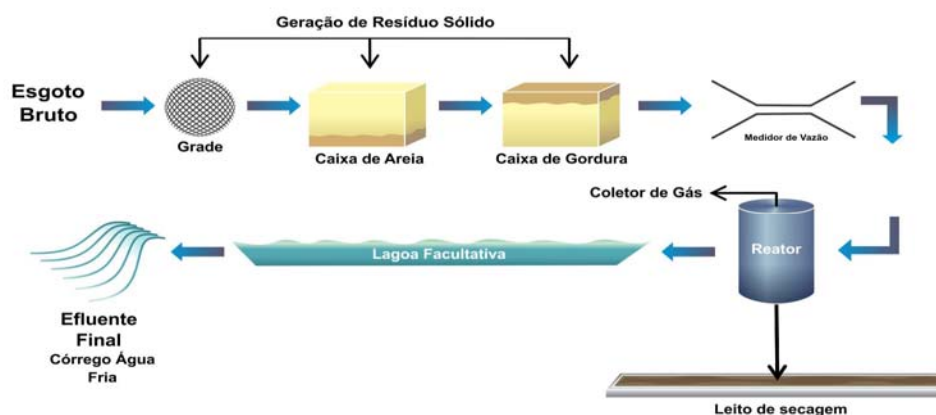 Geração de Resíduo Sólido
Esgoto
Bruto
Grade
Caixa de Areia
Caixa de Gordura
Medidor de Vazão
Coletor de Gás
Reator
Lagoa Facultativa
Efluente
Final
Córrego Água
Fria
Leito de secagem